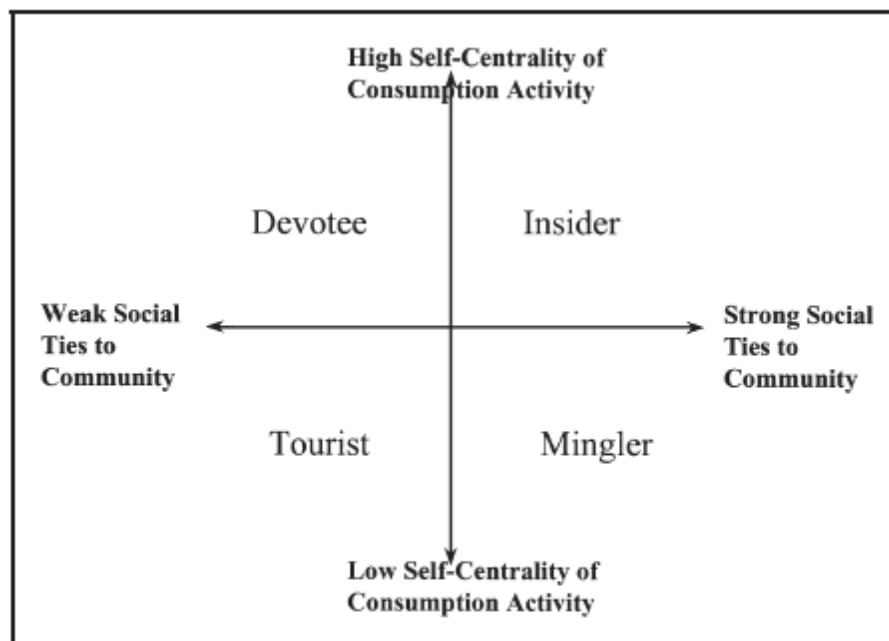 High Self-Centrality of
Consumption Activity
Devotee
Insider
Weak Social
Ties to
Community
Strong Social
Ties to
Community
Tourist
Mingler
Low Self-Centrality of
Consumption Activity